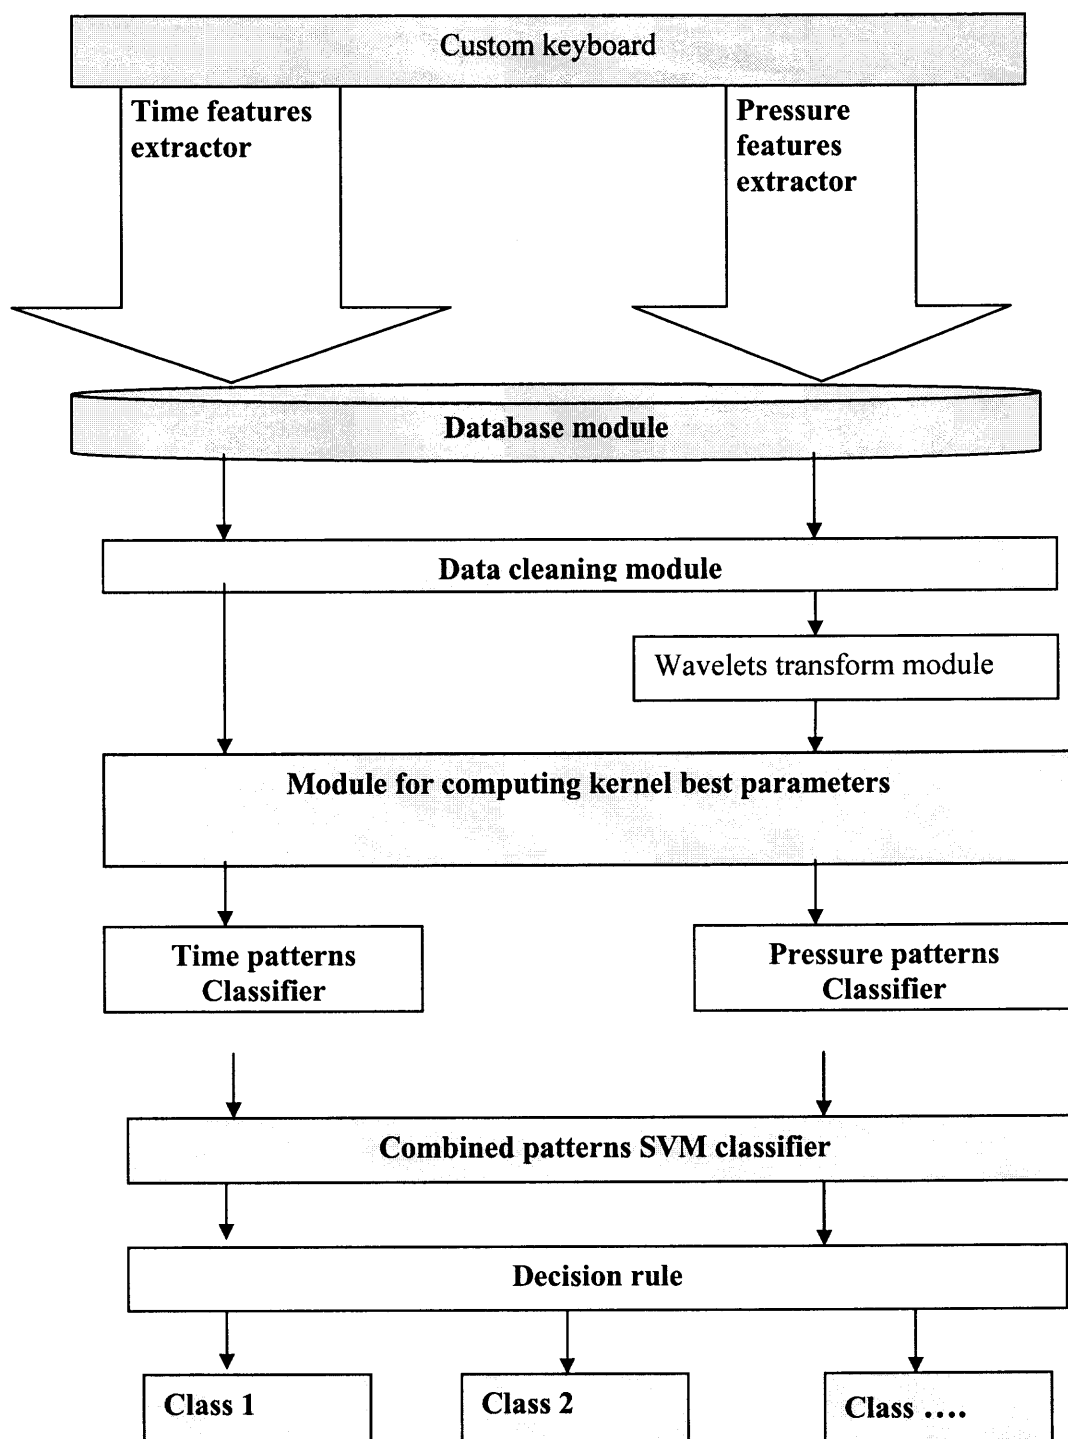 Custom keyboard
Time features
extractor
Pressure
features
extractor
Database module
Data cleaning module
Wavelets transform module
Module for computing kernel best parameters
Time patterns
Classifier
Pressure patterns
Classifier
Combined patterns SVM classifier
Decision rule
Class 1
Class 2
Class ....